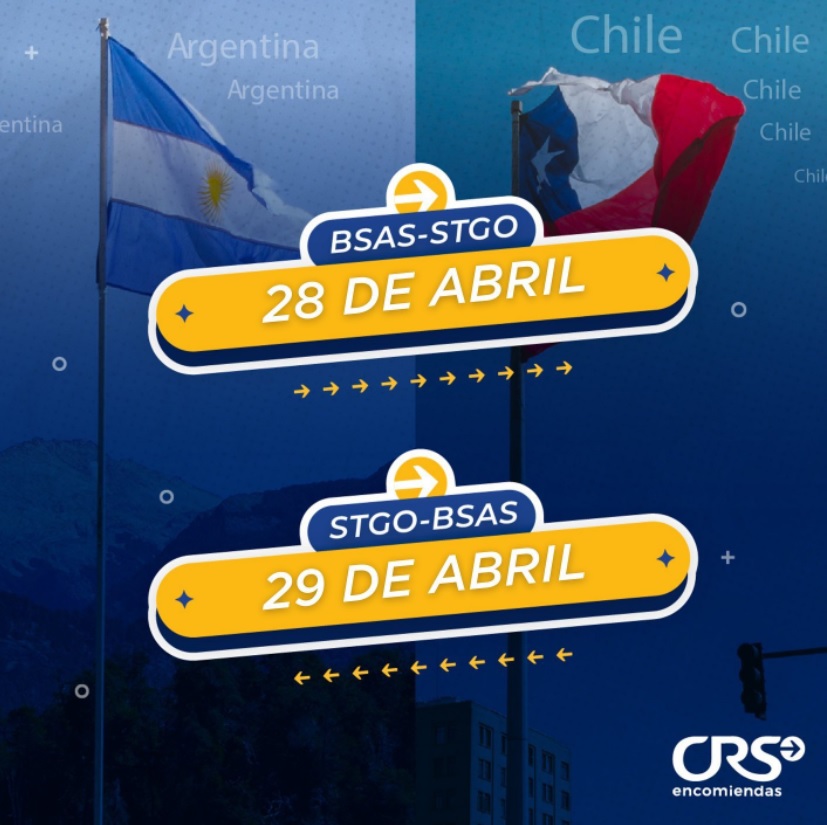 Argentina
Argentina
entina
Chile
Chile
Chile
Chile
Chil
BSAS-STGO
28 DE ABRIL
STGO-BSAS
29 DE ABRIL
CRS
encomiendas